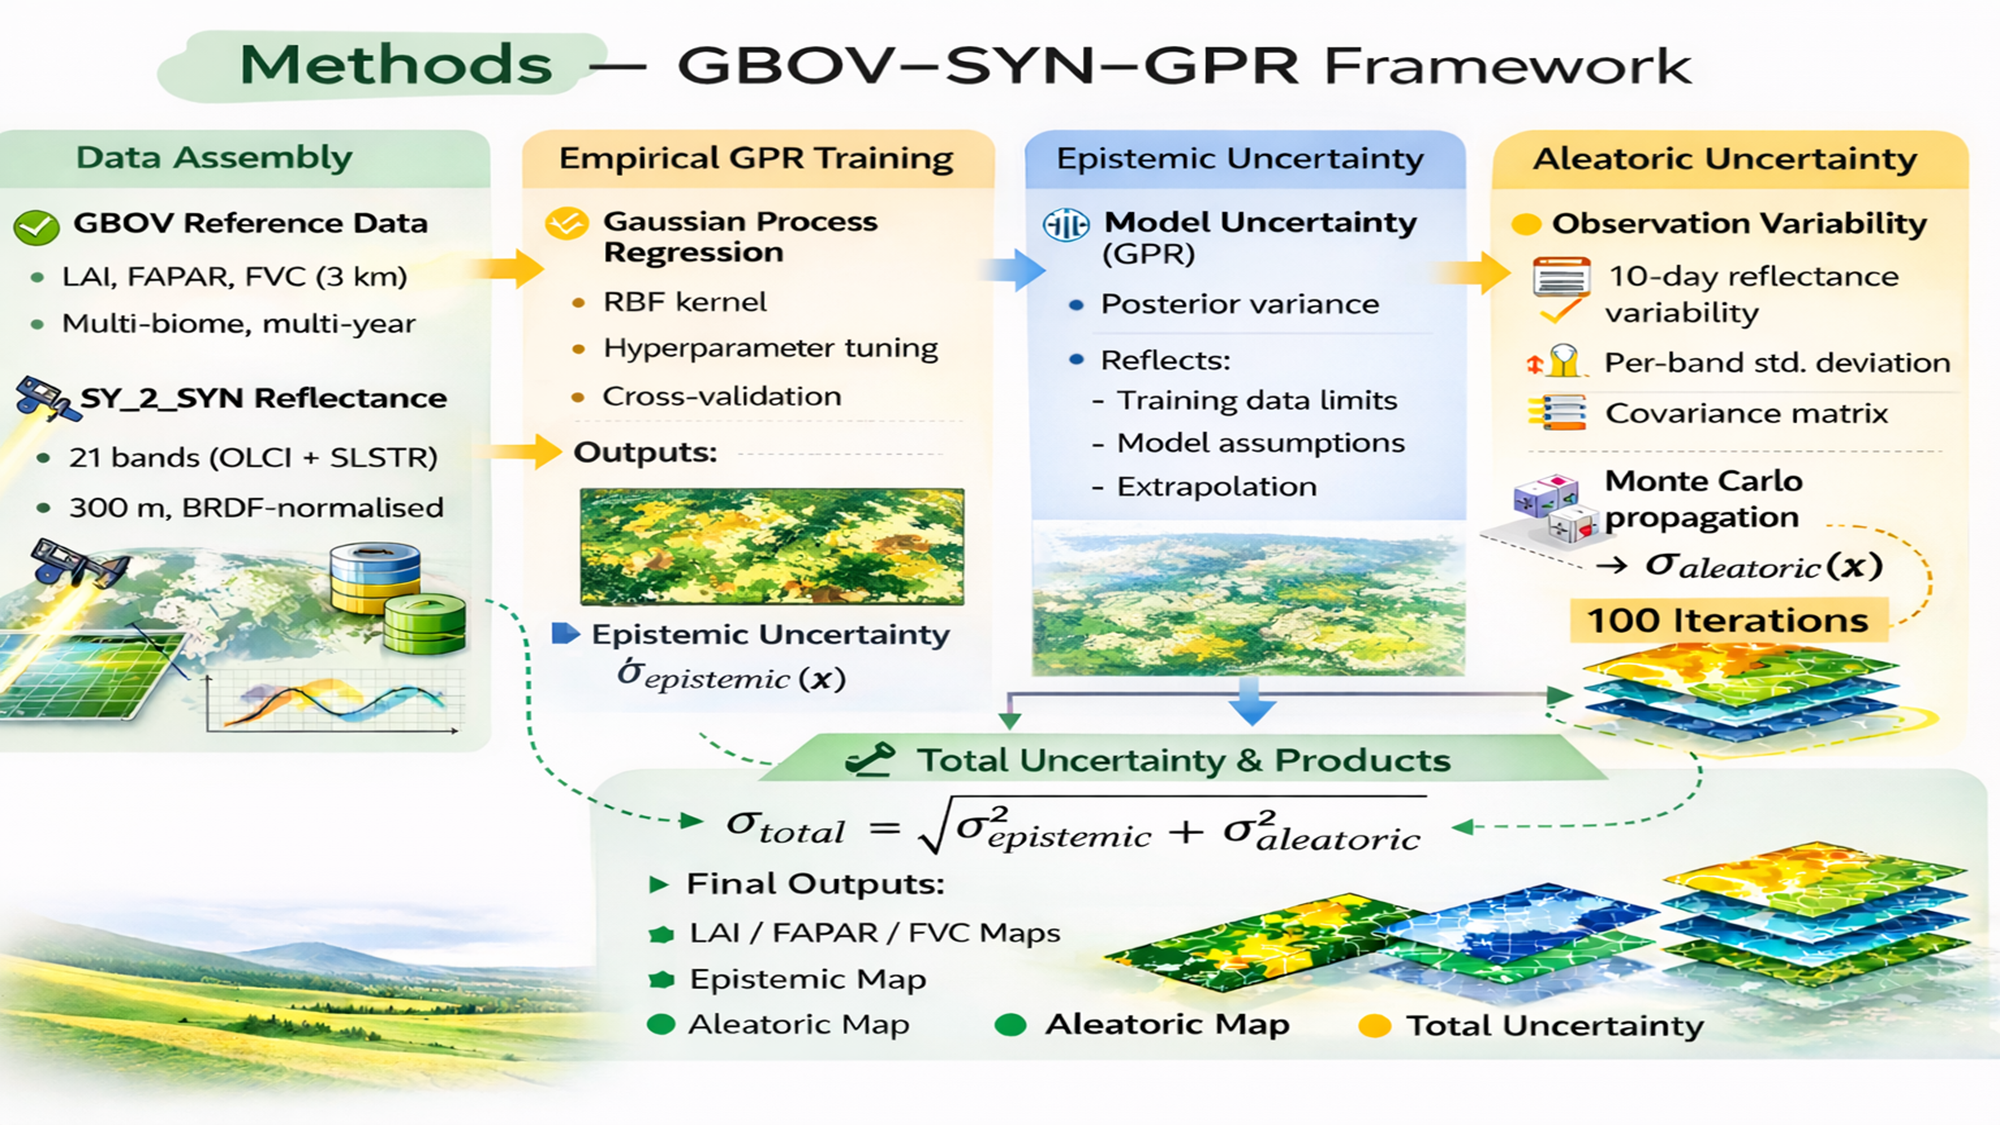 Methods — GBOV–SYN–GPR Framework
Data Assembly
GBOV Reference Data
• LAI, FAPAR, FVC (3 km)
• Multi-biome, multi-year
SY_2_SYN Reflectance
• 21 bands (OLCI + SLSTR)
• 300 m, BRDF-normalised
Empirical GPR Training
Gaussian Process
Regression
• RBF kernel
• Hyperparameter tuning
• Cross-validation
Outputs:
Epistemic Uncertainty
σ́epistemic (x)
Epistemic Uncertainty
Model Uncertainty
(GPR)
• Posterior variance
• Reflects:
- Training data limits
- Model assumptions
- Extrapolation
Aleatoric Uncertainty
Observation Variability
10-day reflectance
variability
Per-band std. deviation
Covariance matrix
Monte Carlo
propagation
→ σaleatoric (x)
100 Iterations
Total Uncertainty & Products
σtotal = √σ²epistemic + σ²aleatoric
Final Outputs:
LAI / FAPAR / FVC Maps
Epistemic Map
Aleatoric Map
Aleatoric Map
Total Uncertainty